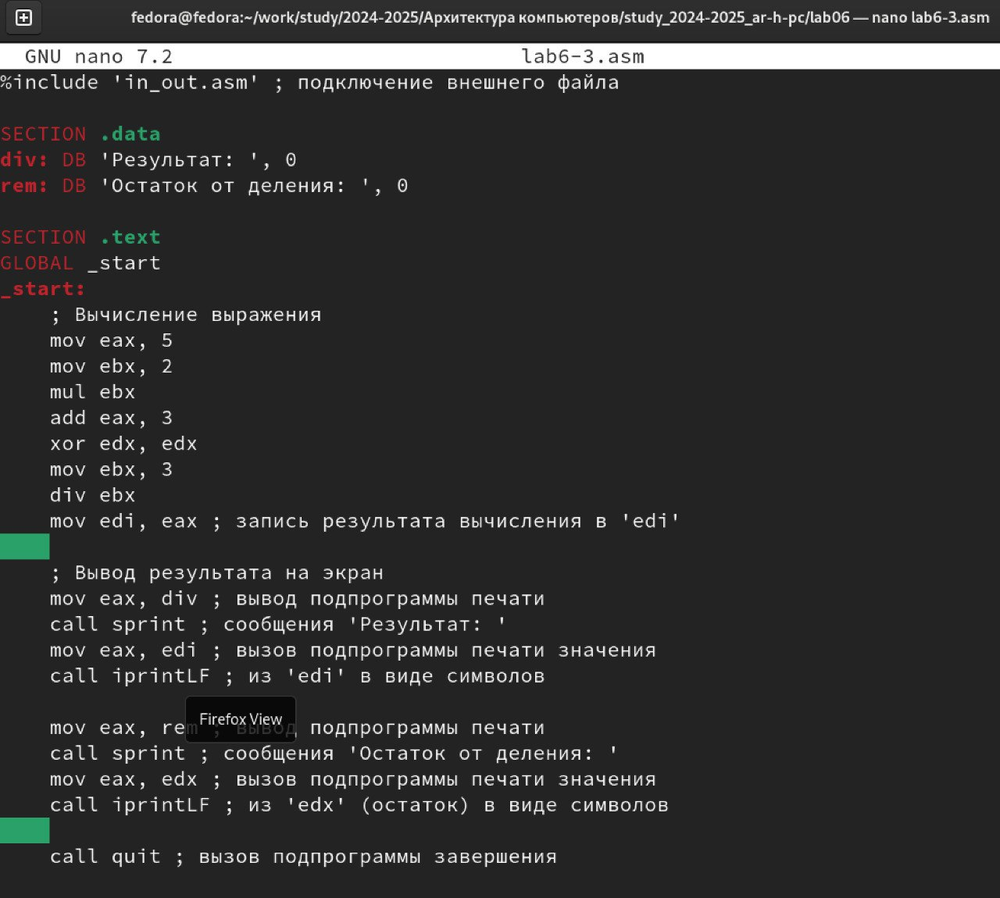 fedora@fedora:~/work/study/2024-2025/Архитектура компьютеров/study_2024-2025_ar-h-pc/lab06 — nano lab6-3.asm
GNU nano 7.2 lab6-3.asm
%include 'in_out.asm' ; подключение внешнего файла
SECTION .data
div: DB 'Результат: ', 0
rem: DB 'Остаток от деления: ', 0
SECTION .text
GLOBAL _start
_start:
; Вычисление выражения
mov eax, 5
mov ebx, 2
mul ebx
add eax, 3
xor edx, edx
mov ebx, 3
div ebx
mov edi, eax ; запись результата вычисления в 'edi'
; Вывод результата на экран
mov eax, div ; вывод подпрограммы печати
call sprint ; сообщения 'Результат: '
mov eax, edi ; вызов подпрограммы печати значения
call iprintLF ; из 'edi' в виде символов
Firefox View
mov eax, rem ; вывод подпрограммы печати
call sprint ; сообщения 'Остаток от деления: '
mov eax, edx ; вызов подпрограммы печати значения
call iprintLF ; из 'edx' (остаток) в виде символов
call quit ; вызов подпрограммы завершения